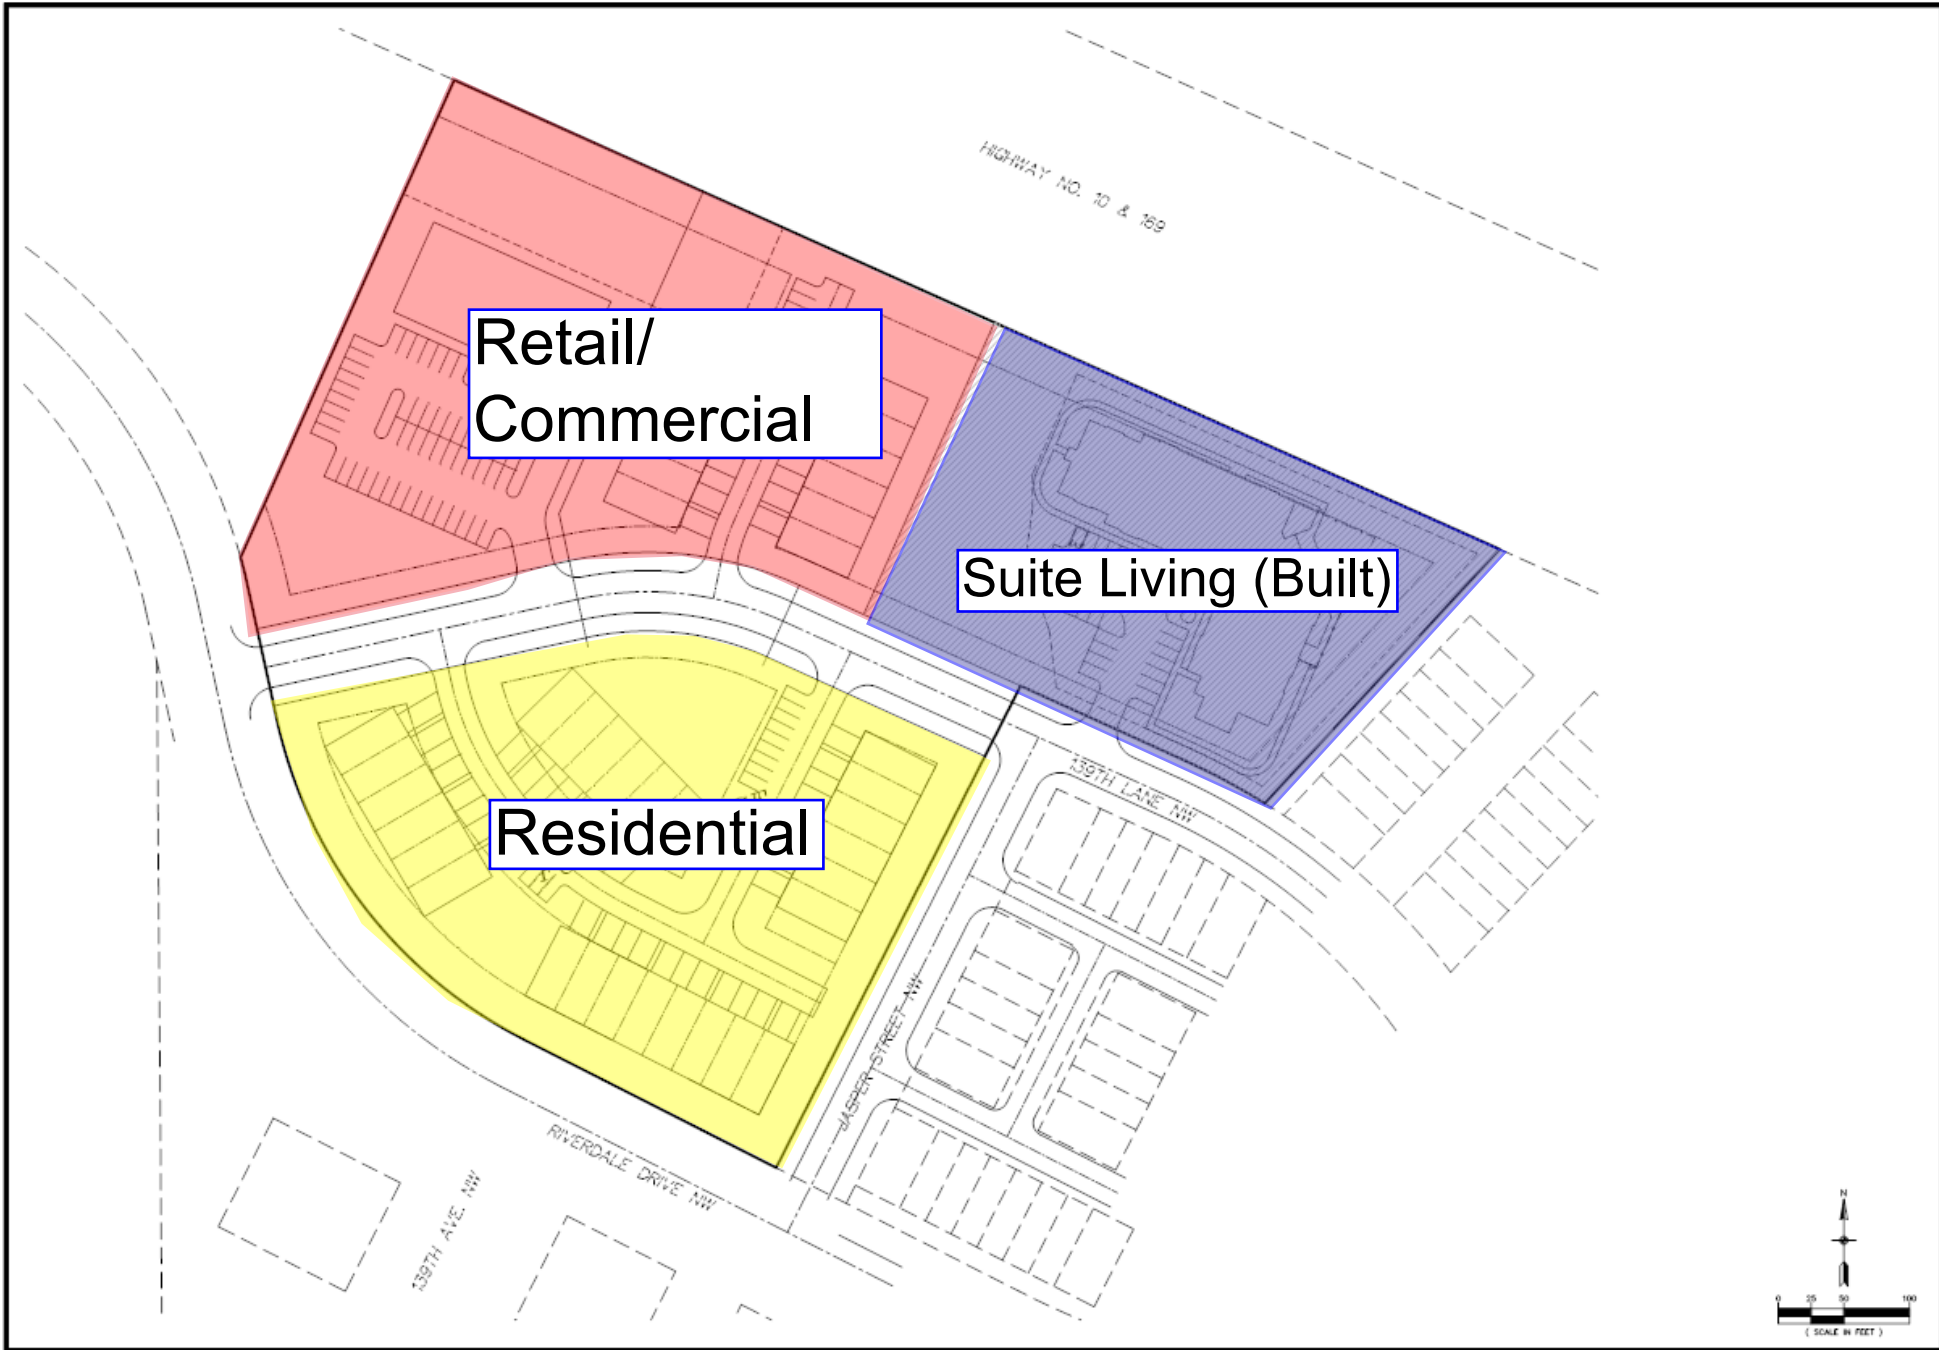 HIGHWAY NO. 10 & 169
Retail/
Commercial
Suite Living (Built)
139TH LANE NW
Residential
JASPER STREET NW
RIVERDALE DRIVE NW
139TH AVE. NW
N
0 25 50 100
( SCALE IN FEET )